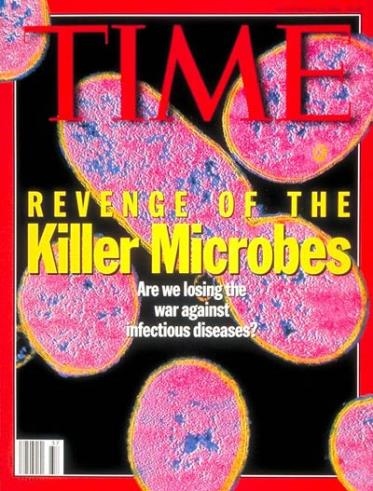 TIME
REVENGE OF THE
Killer Microbes
Are we losing the
war against
infectious diseases?